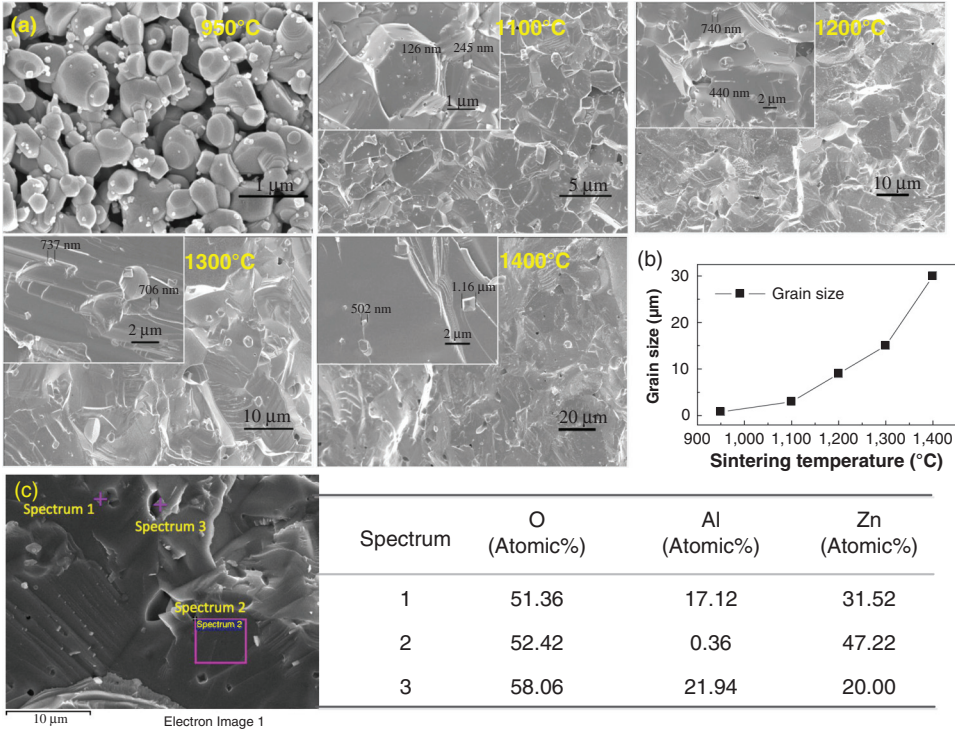 (a)
950°C
1 μm
1100°C
126 nm
245 nm
1 μm
5 μm
1200°C
740 nm
440 nm
2 μm
10 μm
1300°C
737 nm
706 nm
2 μm
10 μm
1400°C
502 nm
1.16 μm
2 μm
20 μm
(b)
30
20
10
0
Grain size (μm)
Grain size
900 1,000 1,100 1,200 1,300 1,400
Sintering temperature (°C)
(c)
Spectrum 1
Spectrum 3
Spectrum 2
Spectrum 2
10 μm
Electron Image 1
Spectrum O (Atomic%) Al (Atomic%) Zn (Atomic%)
1 51.36 17.12 31.52
2 52.42 0.36 47.22
3 58.06 21.94 20.00